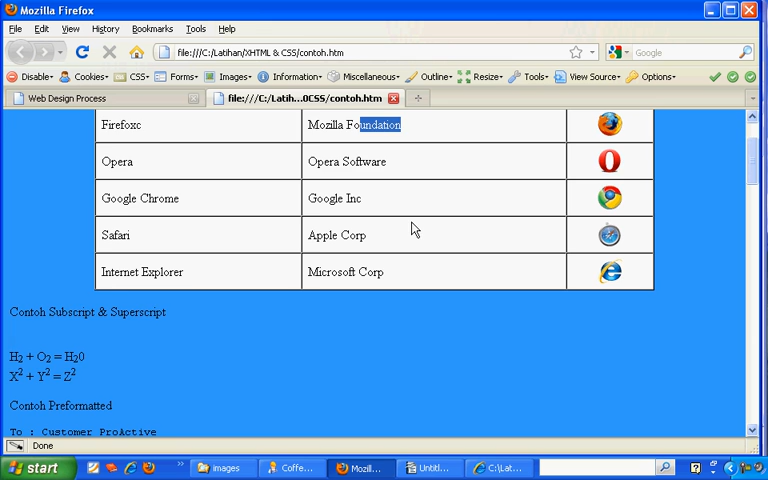 Mozilla Firefox
File Edit View History Bookmarks Tools Help
file:///C:/Latihan/XHTML & CSS/contoh.htm
Google
Disable Cookies CSS Forms Images Information Miscellaneous Outline Resize Tools View Source Options
Web Design Process file:///C:/Latih...0CSS/contoh.htm
Firefoxc Mozilla Foundation
Opera Opera Software
Google Chrome Google Inc
Safari Apple Corp
Internet Explorer Microsoft Corp
Contoh Subscript & Superscript
H2 + O2 = H20
X2 + Y2 = Z2
Contoh Preformatted
To : Customer ProActive
Done
start images Coffe... Mozil... Untitl... C:\Lat...